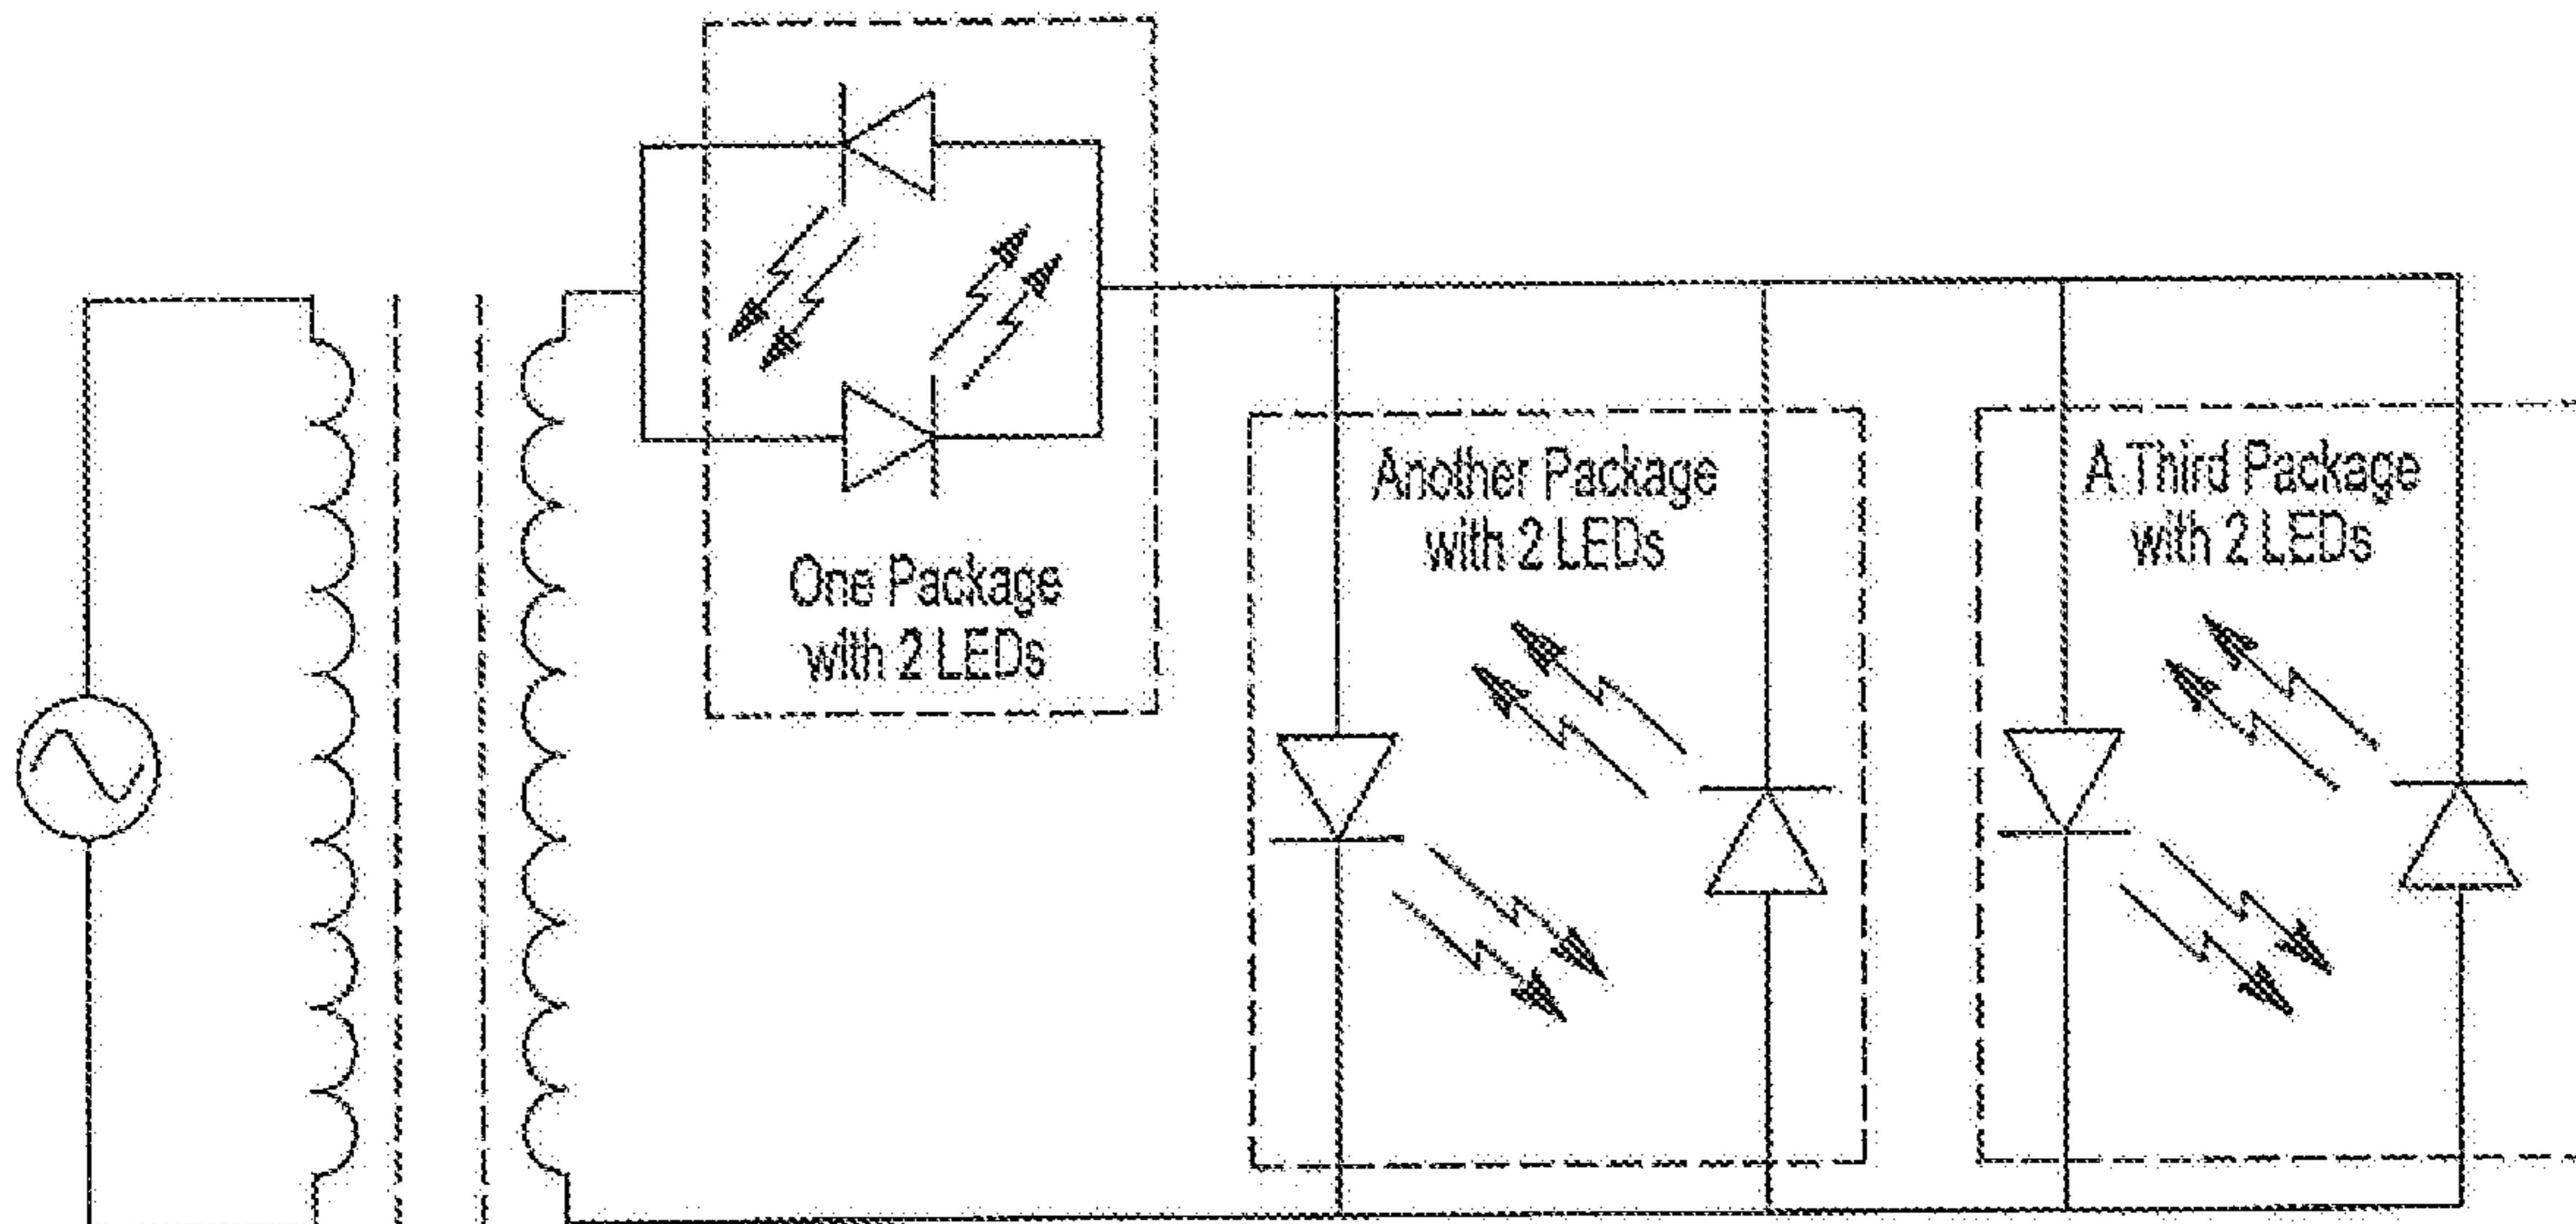 One Package
with 2 LEDs
Another Package
with 2 LEDs
A Third Package
with 2 LEDs